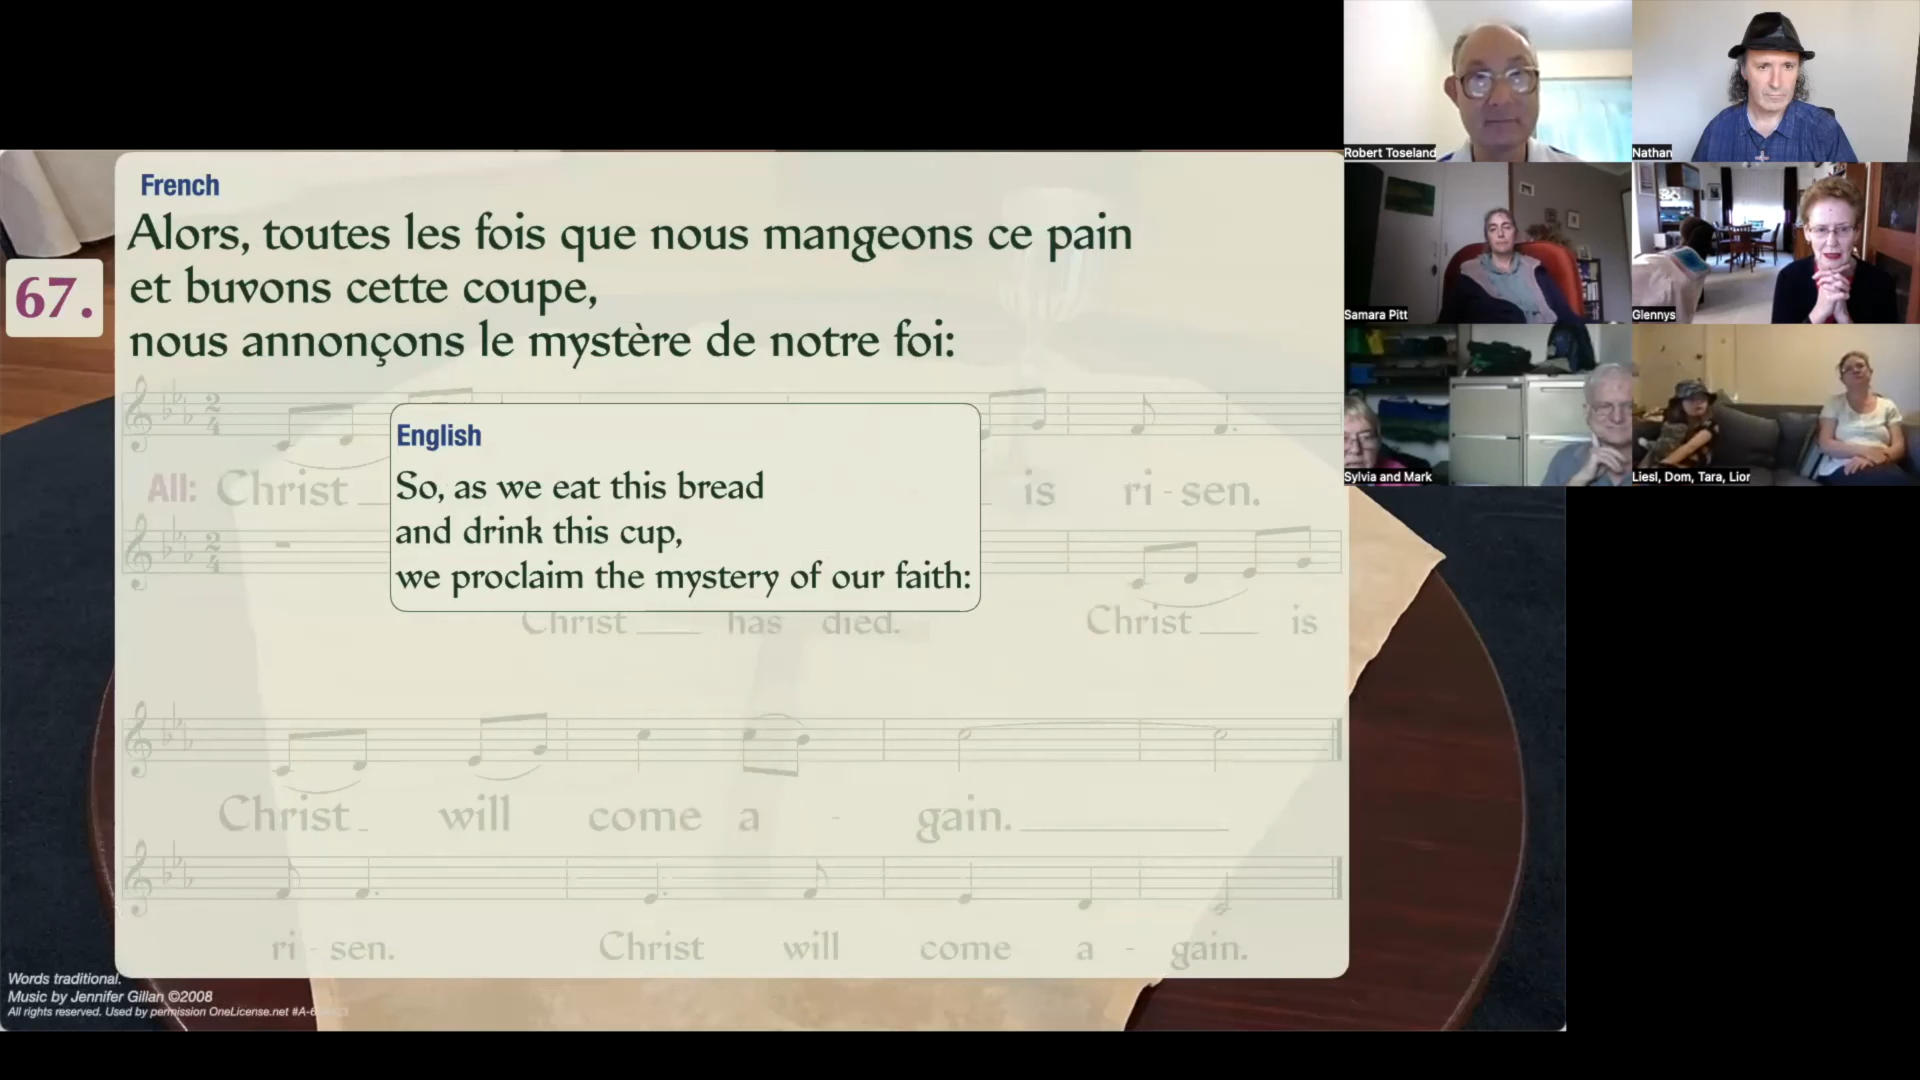 French
Alors, toutes les fois que nous mangeons ce pain
et buvons cette coupe,
nous annonçons le mystère de notre foi:
67.
English
So, as we eat this bread
and drink this cup,
we proclaim the mystery of our faith:
All: Christ is ri - sen.
Christ has died. Christ is
Christ will come a - gain.
ri - sen. Christ will come a - gain.
Words traditional.
Music by Jennifer Gillan ©2008
All rights reserved. Used by permission OneLicense.net
Robert Toseland
Nathan
Samara Pitt
Glennys
Sylvia and Mark
Liesl, Dom, Tara, Lior